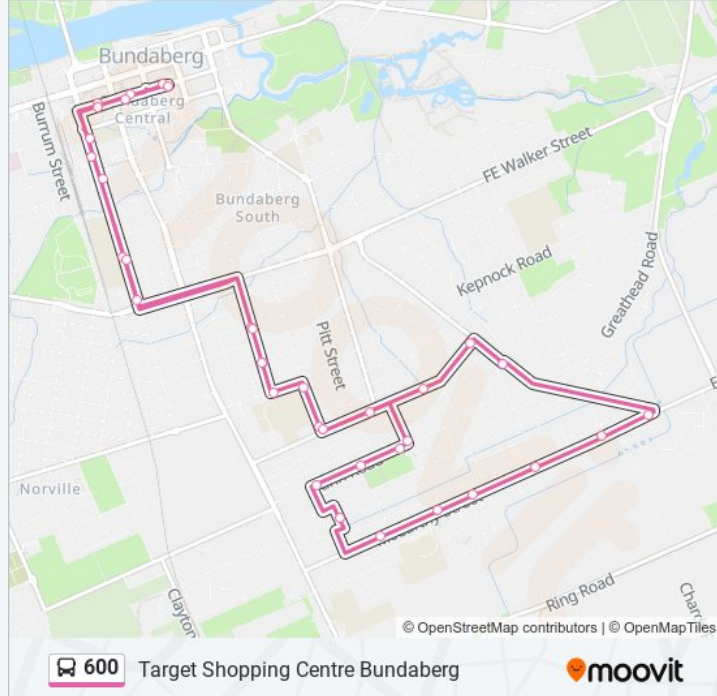 Bundaberg
Central
Burrum Street
FE Walker Street
Bundaberg
South
Kepnock Road
Greathead Road
Pitt Street
Norville
Street
Ring Road
© OpenStreetMap contributors | © OpenMapTiles
600 Target Shopping Centre Bundaberg
moovit